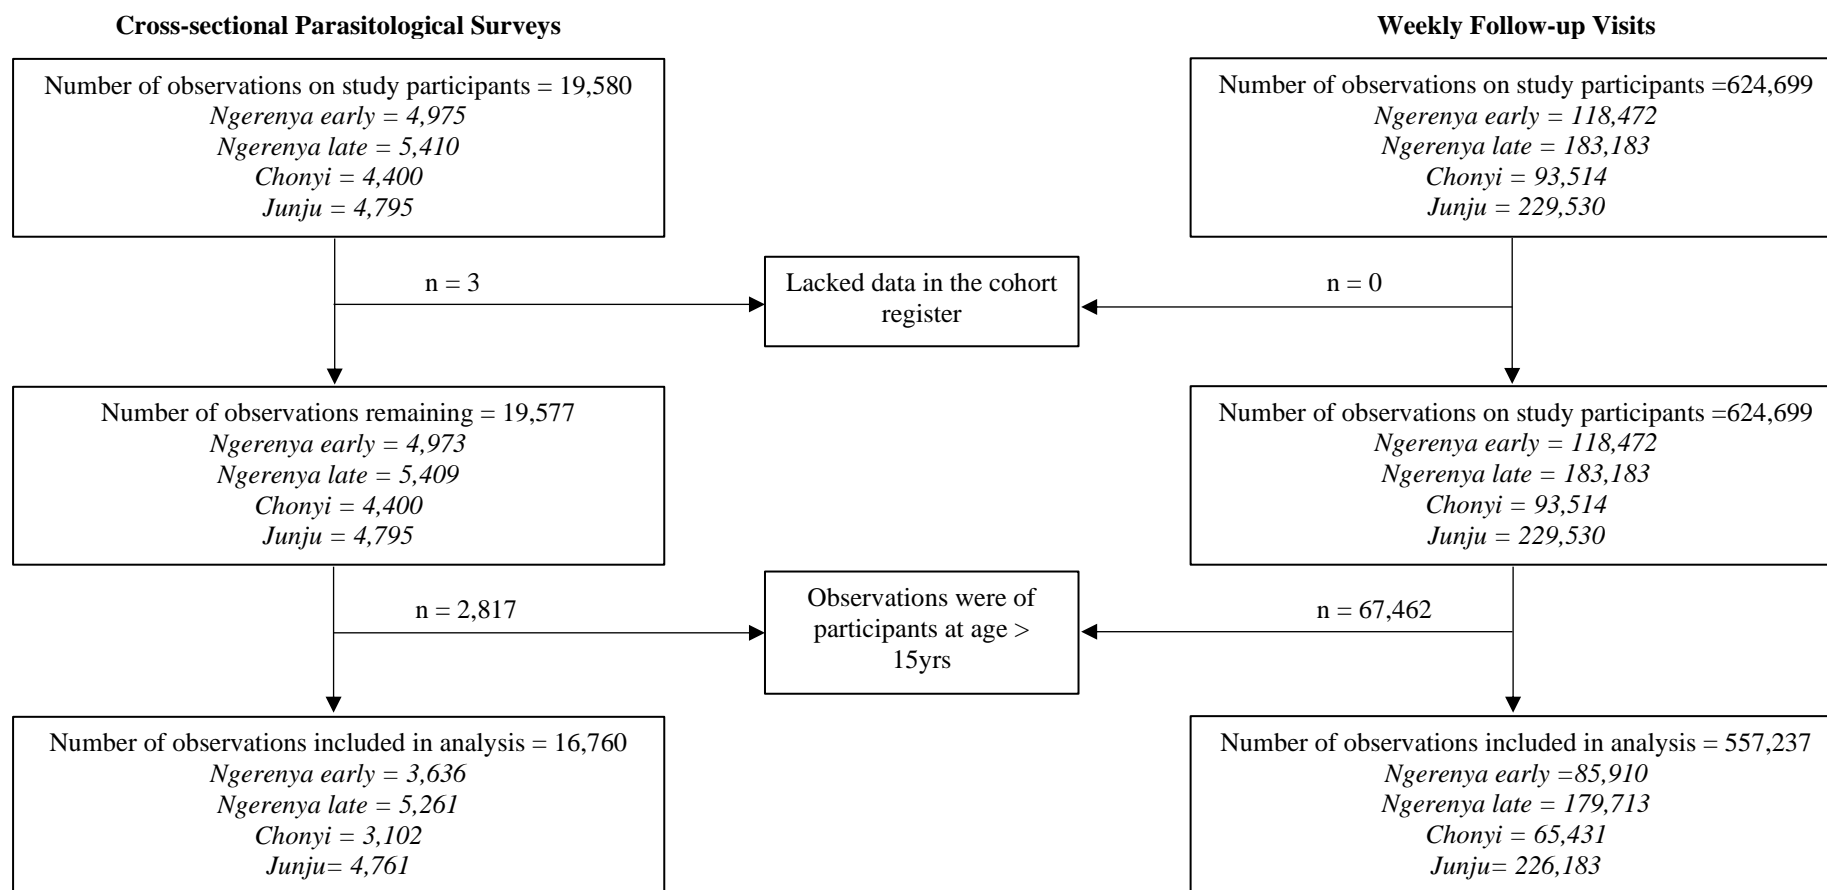 Cross-sectional Parasitological Surveys
Weekly Follow-up Visits
Number of observations on study participants = 19,580
Ngerenya early = 4,975
Ngerenya late = 5,410
Chonyi = 4,400
Junju = 4,795
Number of observations on study participants =624,699
Ngerenya early = 118,472
Ngerenya late = 183,183
Chonyi = 93,514
Junju = 229,530
n = 3
Lacked data in the cohort
register
n = 0
Number of observations remaining = 19,577
Ngerenya early = 4,973
Ngerenya late = 5,409
Chonyi = 4,400
Junju = 4,795
Number of observations on study participants =624,699
Ngerenya early = 118,472
Ngerenya late = 183,183
Chonyi = 93,514
Junju = 229,530
n = 2,817
Observations were of
participants at age >
15yrs
n = 67,462
Number of observations included in analysis = 16,760
Ngerenya early = 3,636
Ngerenya late = 5,261
Chonyi = 3,102
Junju= 4,761
Number of observations included in analysis = 557,237
Ngerenya early =85,910
Ngerenya late = 179,713
Chonyi = 65,431
Junju= 226,183